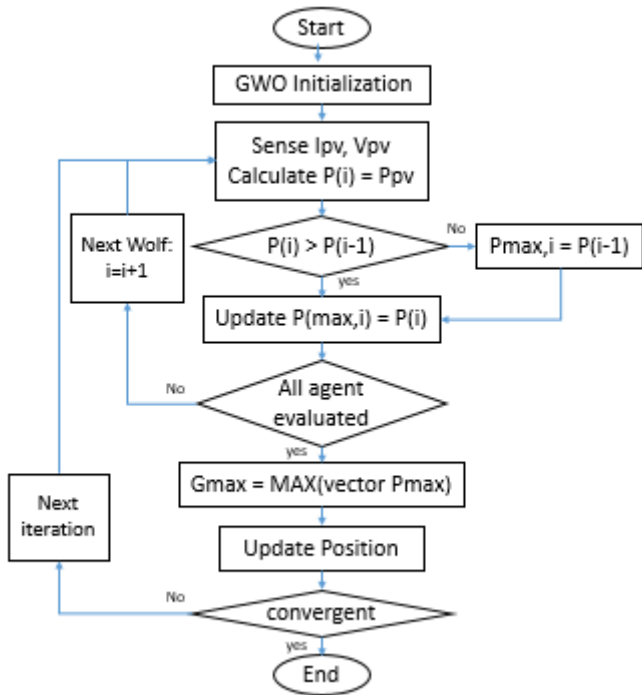 Start
GWO Initialization
Sense Ipv, Vpv
Calculate P(i) = Ppv
P(i) > P(i-1)
No
Pmax,i = P(i-1)
yes
Next Wolf:
i=i+1
Update P(max,i) = P(i)
No
All agent
evaluated
yes
Gmax = MAX(vector Pmax)
Next
iteration
Update Position
No
convergent
yes
End